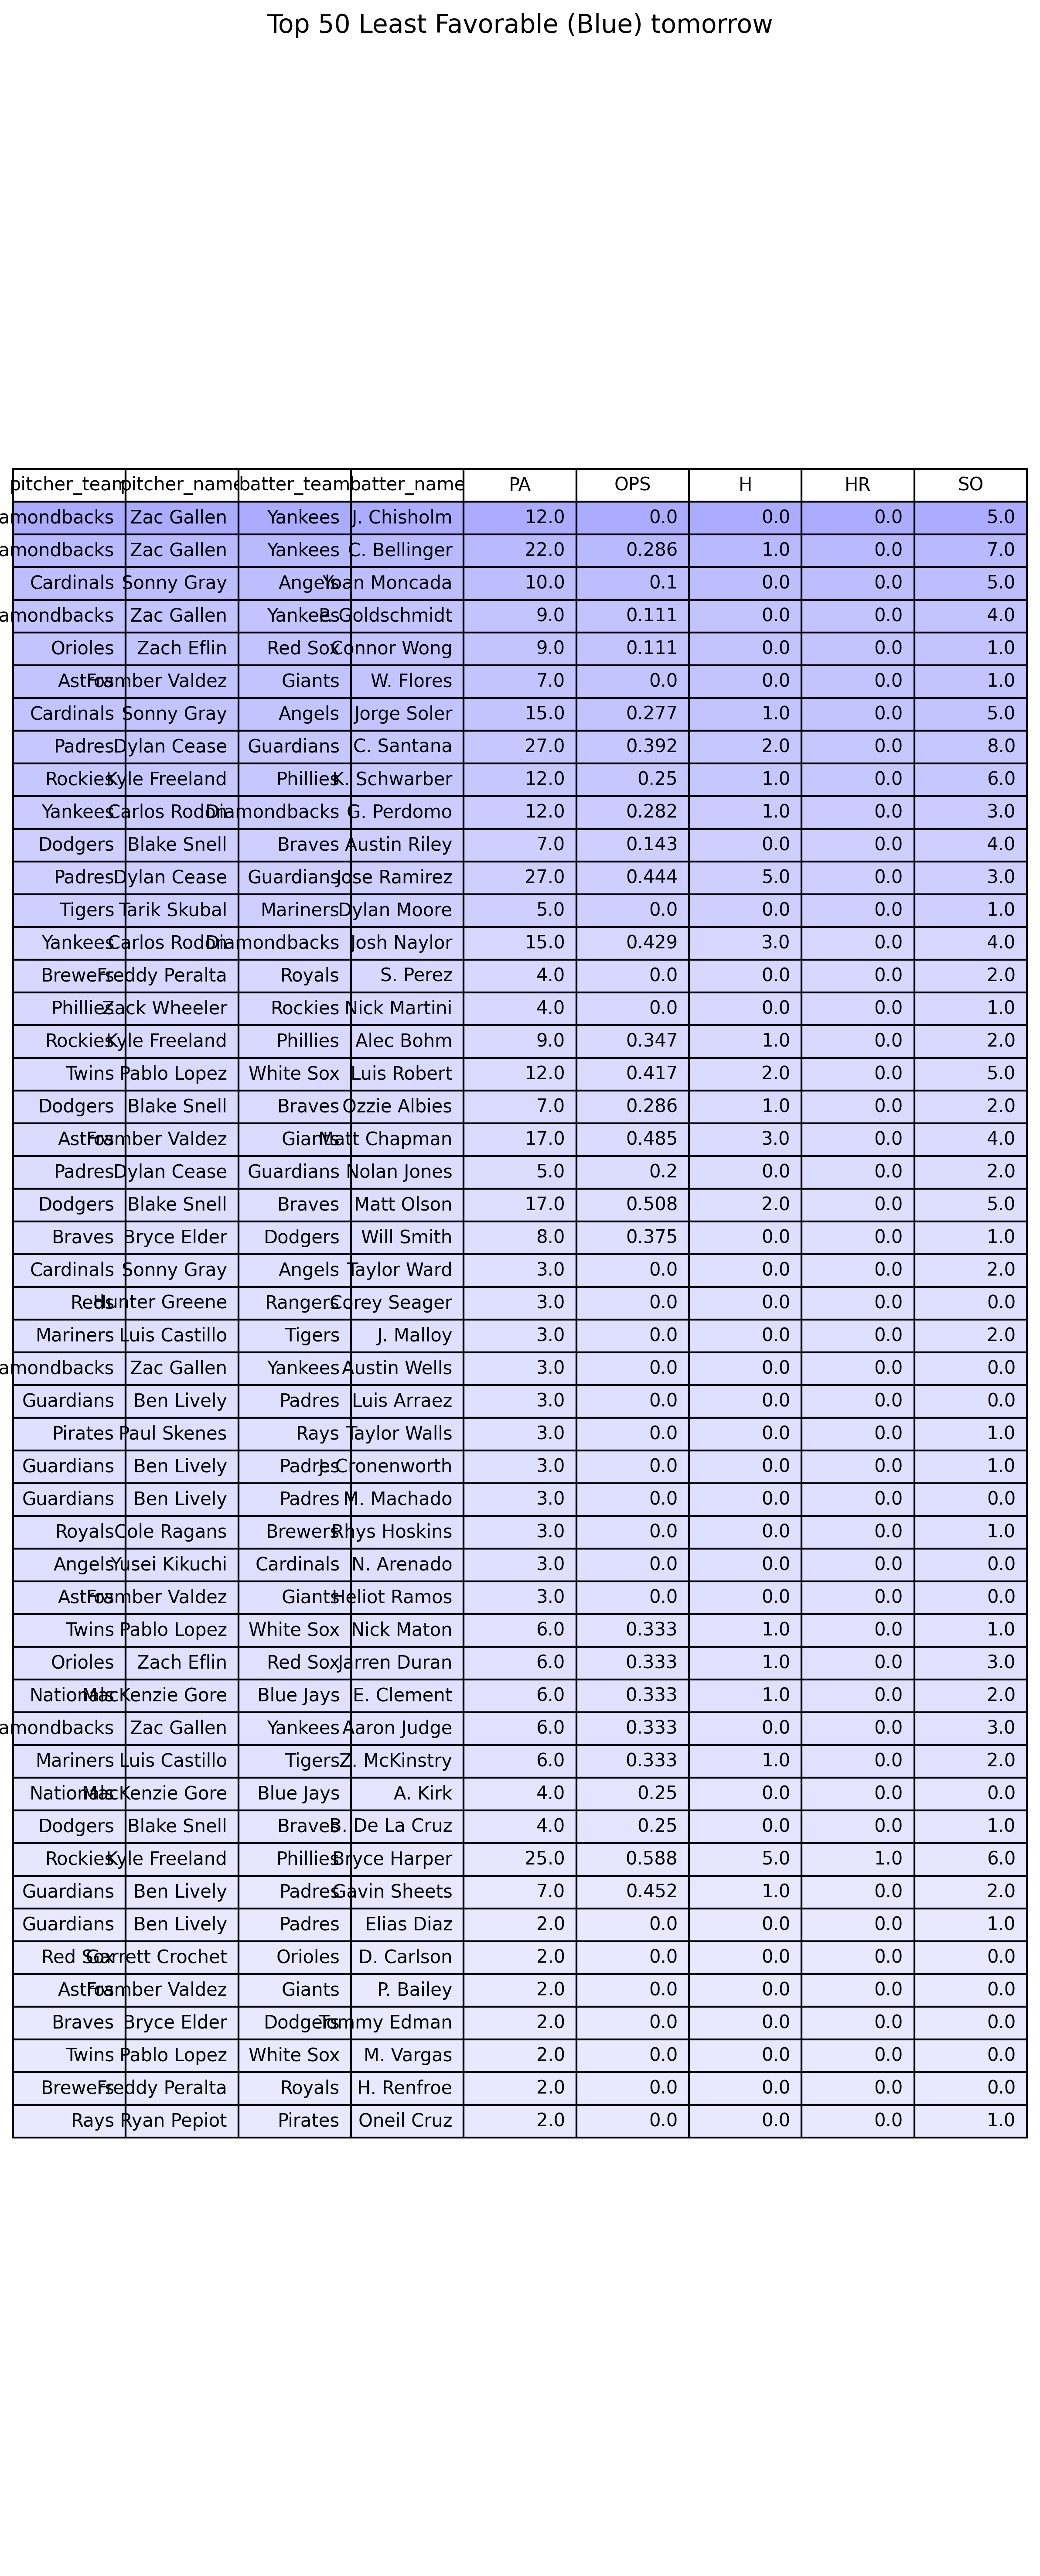 Top 50 Least Favorable (Blue) tomorrow
pitcher_team pitcher_name batter_team batter_name PA OPS H HR SO
amondbacks Zac Gallen Yankees J. Chisholm 12.0 0.0 0.0 0.0 5.0
amondbacks Zac Gallen Yankees C. Bellinger 22.0 0.286 1.0 0.0 7.0
Cardinals Sonny Gray Angels Yoan Moncada 10.0 0.1 0.0 0.0 5.0
amondbacks Zac Gallen Yankees P. Goldschmidt 9.0 0.111 0.0 0.0 4.0
Orioles Zach Eflin Red Sox Connor Wong 9.0 0.111 0.0 0.0 1.0
Astros Framber Valdez Giants W. Flores 7.0 0.0 0.0 0.0 1.0
Cardinals Sonny Gray Angels Jorge Soler 15.0 0.277 1.0 0.0 5.0
Padres Dylan Cease Guardians C. Santana 27.0 0.392 2.0 0.0 8.0
Rockies Kyle Freeland Phillies K. Schwarber 12.0 0.25 1.0 0.0 6.0
Yankees Carlos Rodon Diamondbacks G. Perdomo 12.0 0.282 1.0 0.0 3.0
Dodgers Blake Snell Braves Austin Riley 7.0 0.143 0.0 0.0 4.0
Padres Dylan Cease Guardians Jose Ramirez 27.0 0.444 5.0 0.0 3.0
Tigers Tarik Skubal Mariners Dylan Moore 5.0 0.0 0.0 0.0 1.0
Yankees Carlos Rodon Diamondbacks Josh Naylor 15.0 0.429 3.0 0.0 4.0
Brewers Freddy Peralta Royals S. Perez 4.0 0.0 0.0 0.0 2.0
Phillies Zack Wheeler Rockies Nick Martini 4.0 0.0 0.0 0.0 1.0
Rockies Kyle Freeland Phillies Alec Bohm 9.0 0.347 1.0 0.0 2.0
Twins Pablo Lopez White Sox Luis Robert 12.0 0.417 2.0 0.0 5.0
Dodgers Blake Snell Braves Ozzie Albies 7.0 0.286 1.0 0.0 2.0
Astros Framber Valdez Giants Matt Chapman 17.0 0.485 3.0 0.0 4.0
Padres Dylan Cease Guardians Nolan Jones 5.0 0.2 0.0 0.0 2.0
Dodgers Blake Snell Braves Matt Olson 17.0 0.508 2.0 0.0 5.0
Braves Bryce Elder Dodgers Will Smith 8.0 0.375 0.0 0.0 1.0
Cardinals Sonny Gray Angels Taylor Ward 3.0 0.0 0.0 0.0 2.0
Reds Hunter Greene Rangers Corey Seager 3.0 0.0 0.0 0.0 0.0
Mariners Luis Castillo Tigers J. Malloy 3.0 0.0 0.0 0.0 2.0
amondbacks Zac Gallen Yankees Austin Wells 3.0 0.0 0.0 0.0 0.0
Guardians Ben Lively Padres Luis Arraez 3.0 0.0 0.0 0.0 0.0
Pirates Paul Skenes Rays Taylor Walls 3.0 0.0 0.0 0.0 1.0
Guardians Ben Lively Padres J. Cronenworth 3.0 0.0 0.0 0.0 1.0
Guardians Ben Lively Padres M. Machado 3.0 0.0 0.0 0.0 0.0
Royals Cole Ragans Brewers Rhys Hoskins 3.0 0.0 0.0 0.0 1.0
Angels Yusei Kikuchi Cardinals N. Arenado 3.0 0.0 0.0 0.0 0.0
Astros Framber Valdez Giants Heliot Ramos 3.0 0.0 0.0 0.0 0.0
Twins Pablo Lopez White Sox Nick Maton 6.0 0.333 1.0 0.0 1.0
Orioles Zach Eflin Red Sox Jarren Duran 6.0 0.333 1.0 0.0 3.0
Nationals MacKenzie Gore Blue Jays E. Clement 6.0 0.333 1.0 0.0 2.0
amondbacks Zac Gallen Yankees Aaron Judge 6.0 0.333 0.0 0.0 3.0
Mariners Luis Castillo Tigers Z. McKinstry 6.0 0.333 1.0 0.0 2.0
Nationals MacKenzie Gore Blue Jays A. Kirk 4.0 0.25 0.0 0.0 0.0
Dodgers Blake Snell Braves B. De La Cruz 4.0 0.25 0.0 0.0 1.0
Rockies Kyle Freeland Phillies Bryce Harper 25.0 0.588 5.0 1.0 6.0
Guardians Ben Lively Padres Gavin Sheets 7.0 0.452 1.0 0.0 2.0
Guardians Ben Lively Padres Elias Diaz 2.0 0.0 0.0 0.0 1.0
Red Sox Garrett Crochet Orioles D. Carlson 2.0 0.0 0.0 0.0 0.0
Astros Framber Valdez Giants P. Bailey 2.0 0.0 0.0 0.0 0.0
Braves Bryce Elder Dodgers Tommy Edman 2.0 0.0 0.0 0.0 0.0
Twins Pablo Lopez White Sox M. Vargas 2.0 0.0 0.0 0.0 0.0
Brewers Freddy Peralta Royals H. Renfroe 2.0 0.0 0.0 0.0 0.0
Rays Ryan Pepiot Pirates Oneil Cruz 2.0 0.0 0.0 0.0 1.0